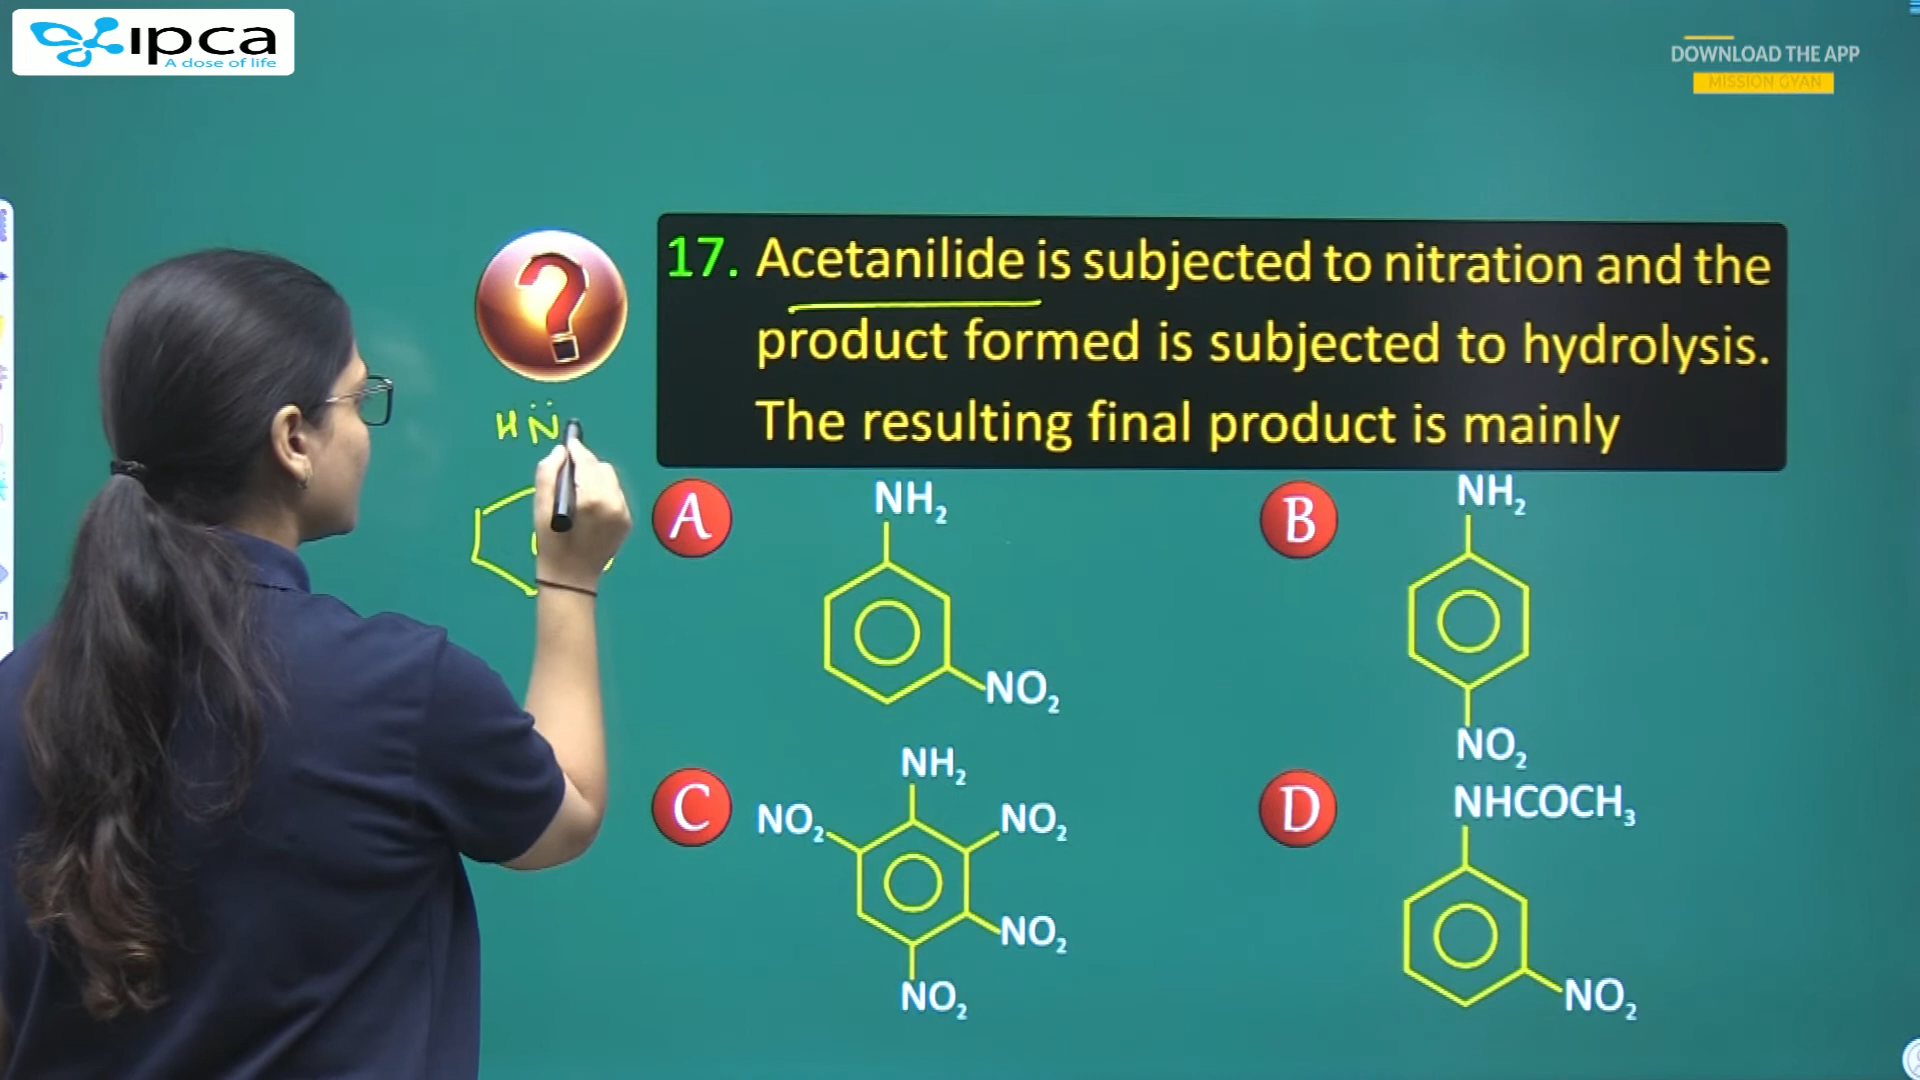 ipca
A dose of life
DOWNLOAD THE APP
MISSION GYAN
17. Acetanilide is subjected to nitration and the
product formed is subjected to hydrolysis.
The resulting final product is mainly
HN
A
NH₂
NO₂
B
NH₂
NO₂
C
NH₂
NO₂
NO₂
NO₂
NO₂
D
NHCOCH₃
NO₂